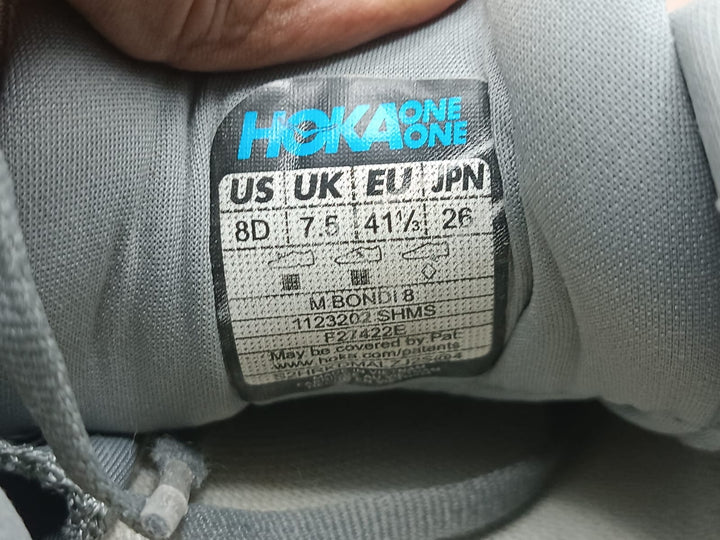 HOKA ONE ONE
US UK EU JPN
8D 7.5 41⅓ 26
M BONDI 8
1123202 SHMS
F27422E
May be covered by Pat.
www.hoka.com/patents